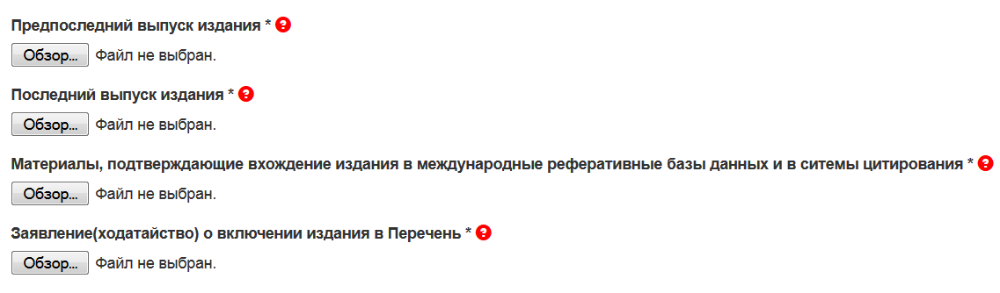 Предпоследний выпуск издания * ?
Обзор... Файл не выбран.
Последний выпуск издания * ?
Обзор... Файл не выбран.
Материалы, подтверждающие вхождение издания в международные реферативные базы данных и в ситемы цитирования * ?
Обзор... Файл не выбран.
Заявление(ходатайство) о включении издания в Перечень * ?
Обзор... Файл не выбран.